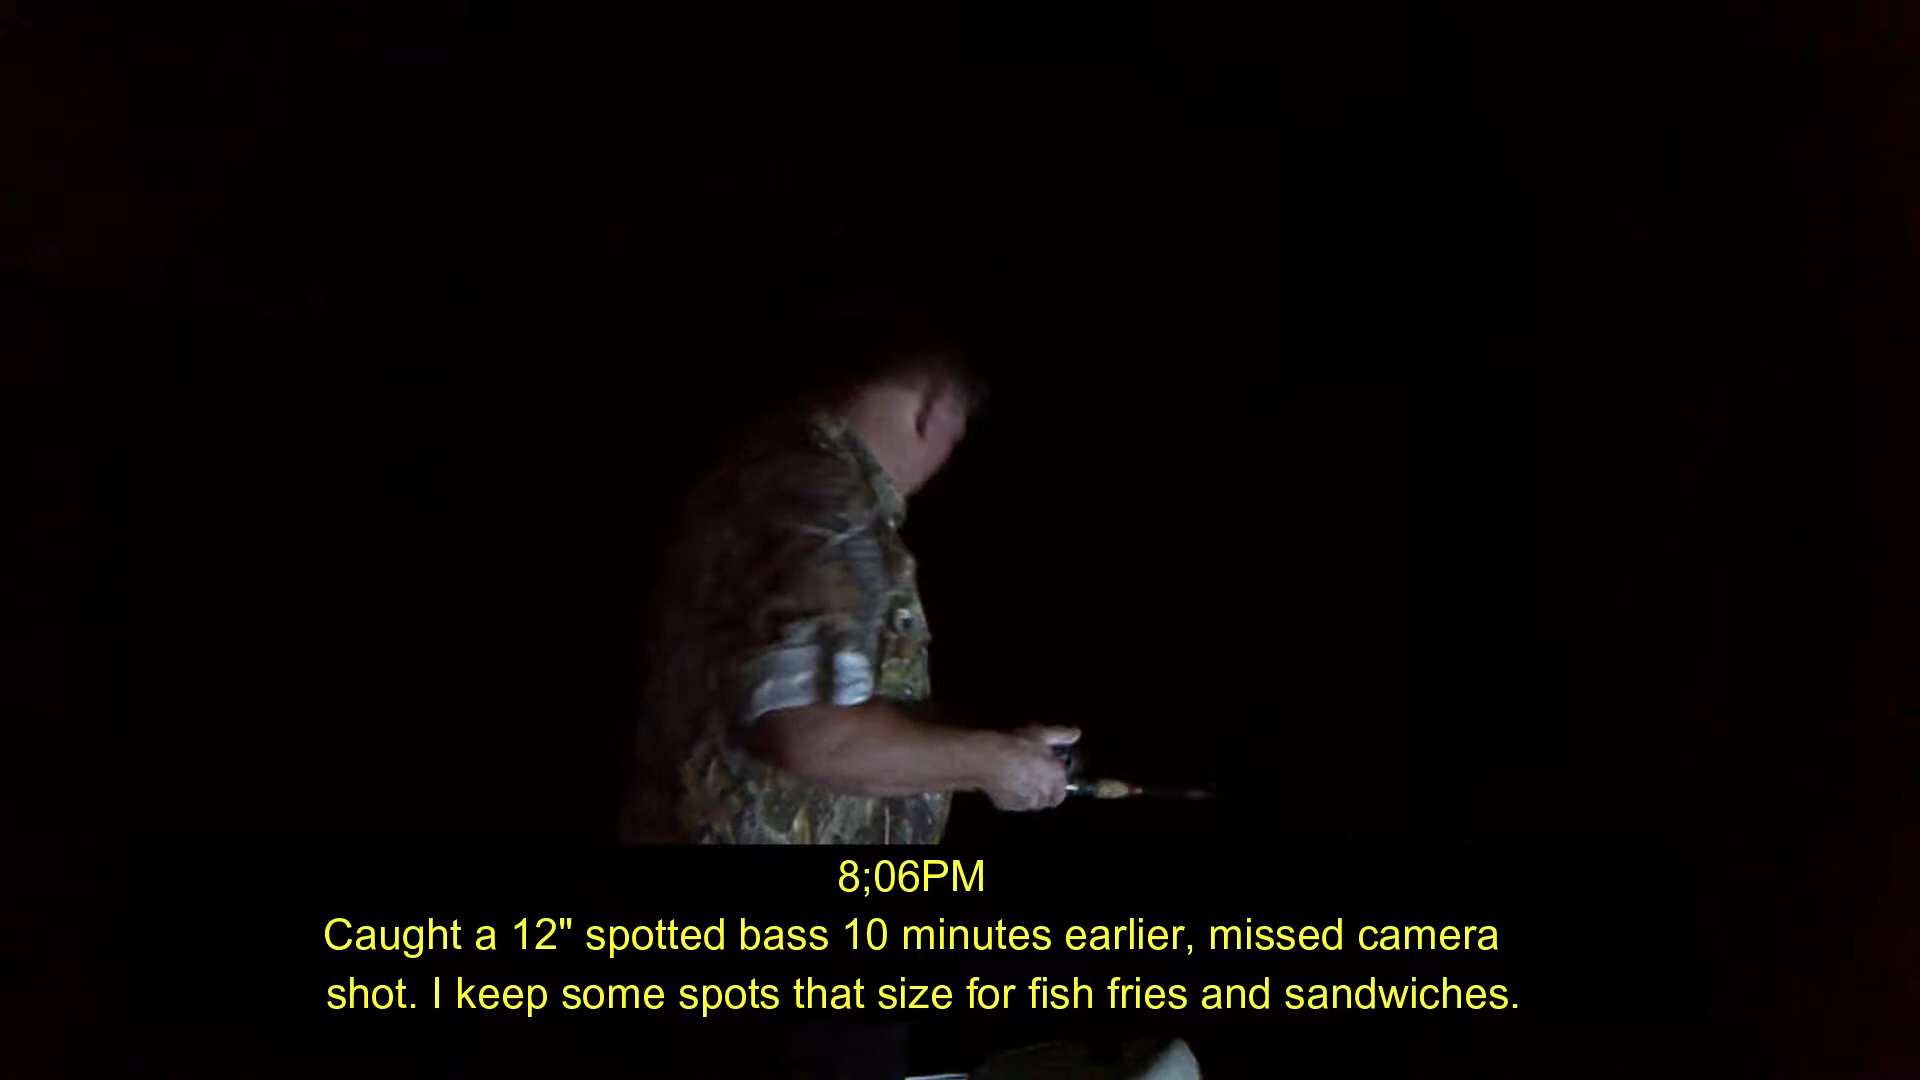 8;06PM
Caught a 12" spotted bass 10 minutes earlier, missed camera
shot. I keep some spots that size for fish fries and sandwiches.